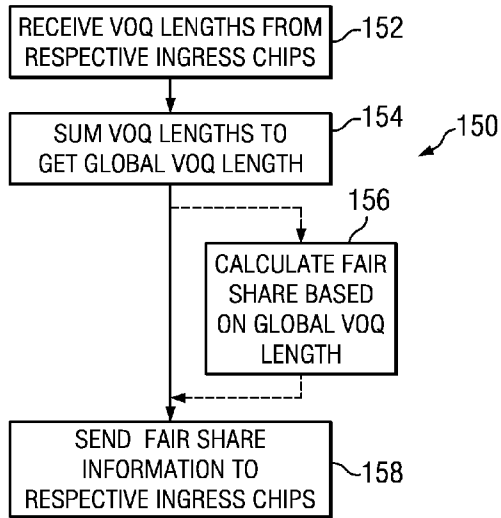 RECEIVE VOQ LENGTHS FROM
RESPECTIVE INGRESS CHIPS
152
SUM VOQ LENGTHS TO
GET GLOBAL VOQ LENGTH
154
150
156
CALCULATE FAIR
SHARE BASED
ON GLOBAL VOQ
LENGTH
SEND FAIR SHARE
INFORMATION TO
RESPECTIVE INGRESS CHIPS
158